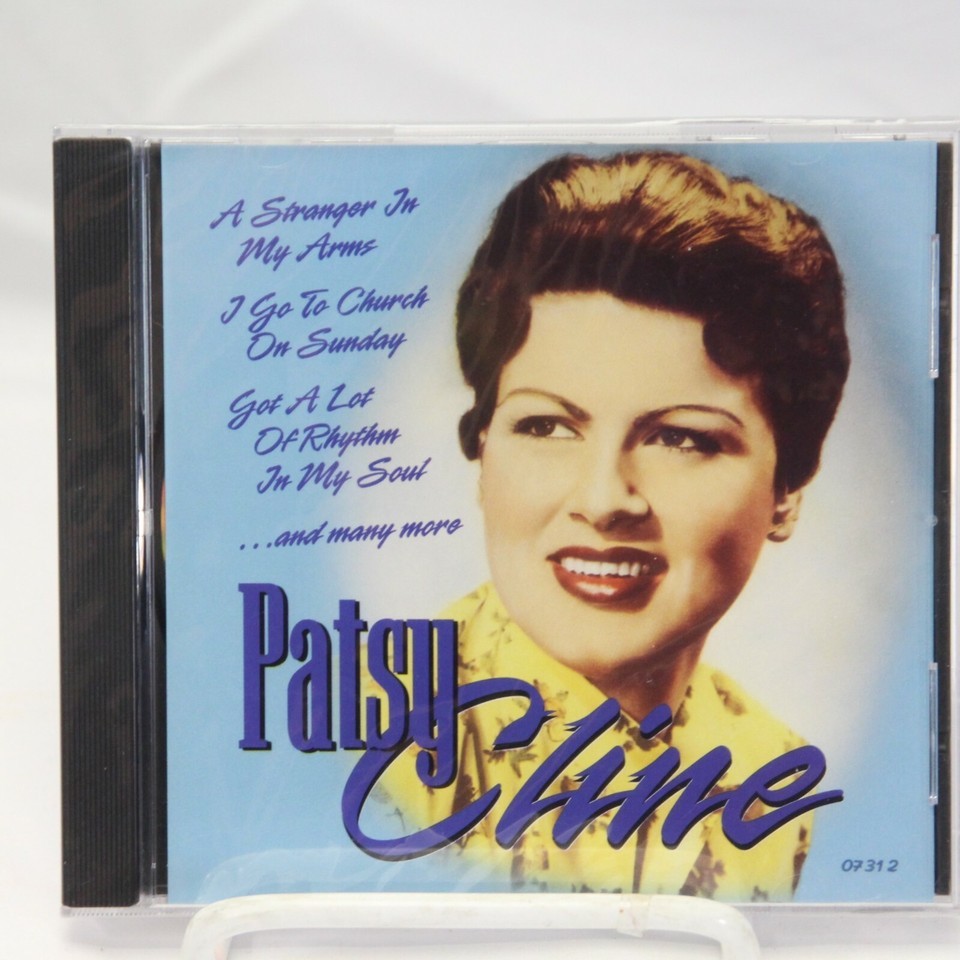 A Stranger In
My Arms
I Go To Church
On Sunday
Got A Lot
Of Rhythm
In My Soul
...and many more
Patsy
Cline
07312